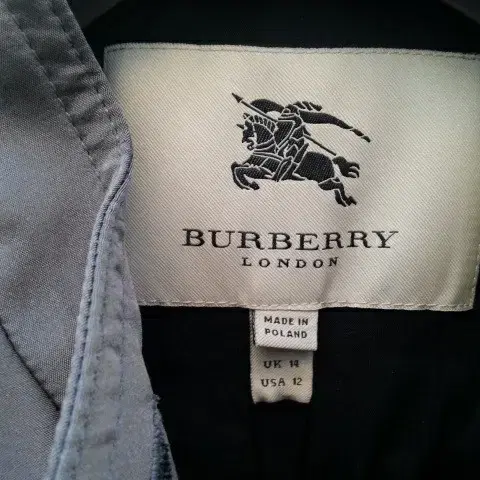 BURBERRY
LONDON
MADE IN
POLAND
UK 14
USA 12